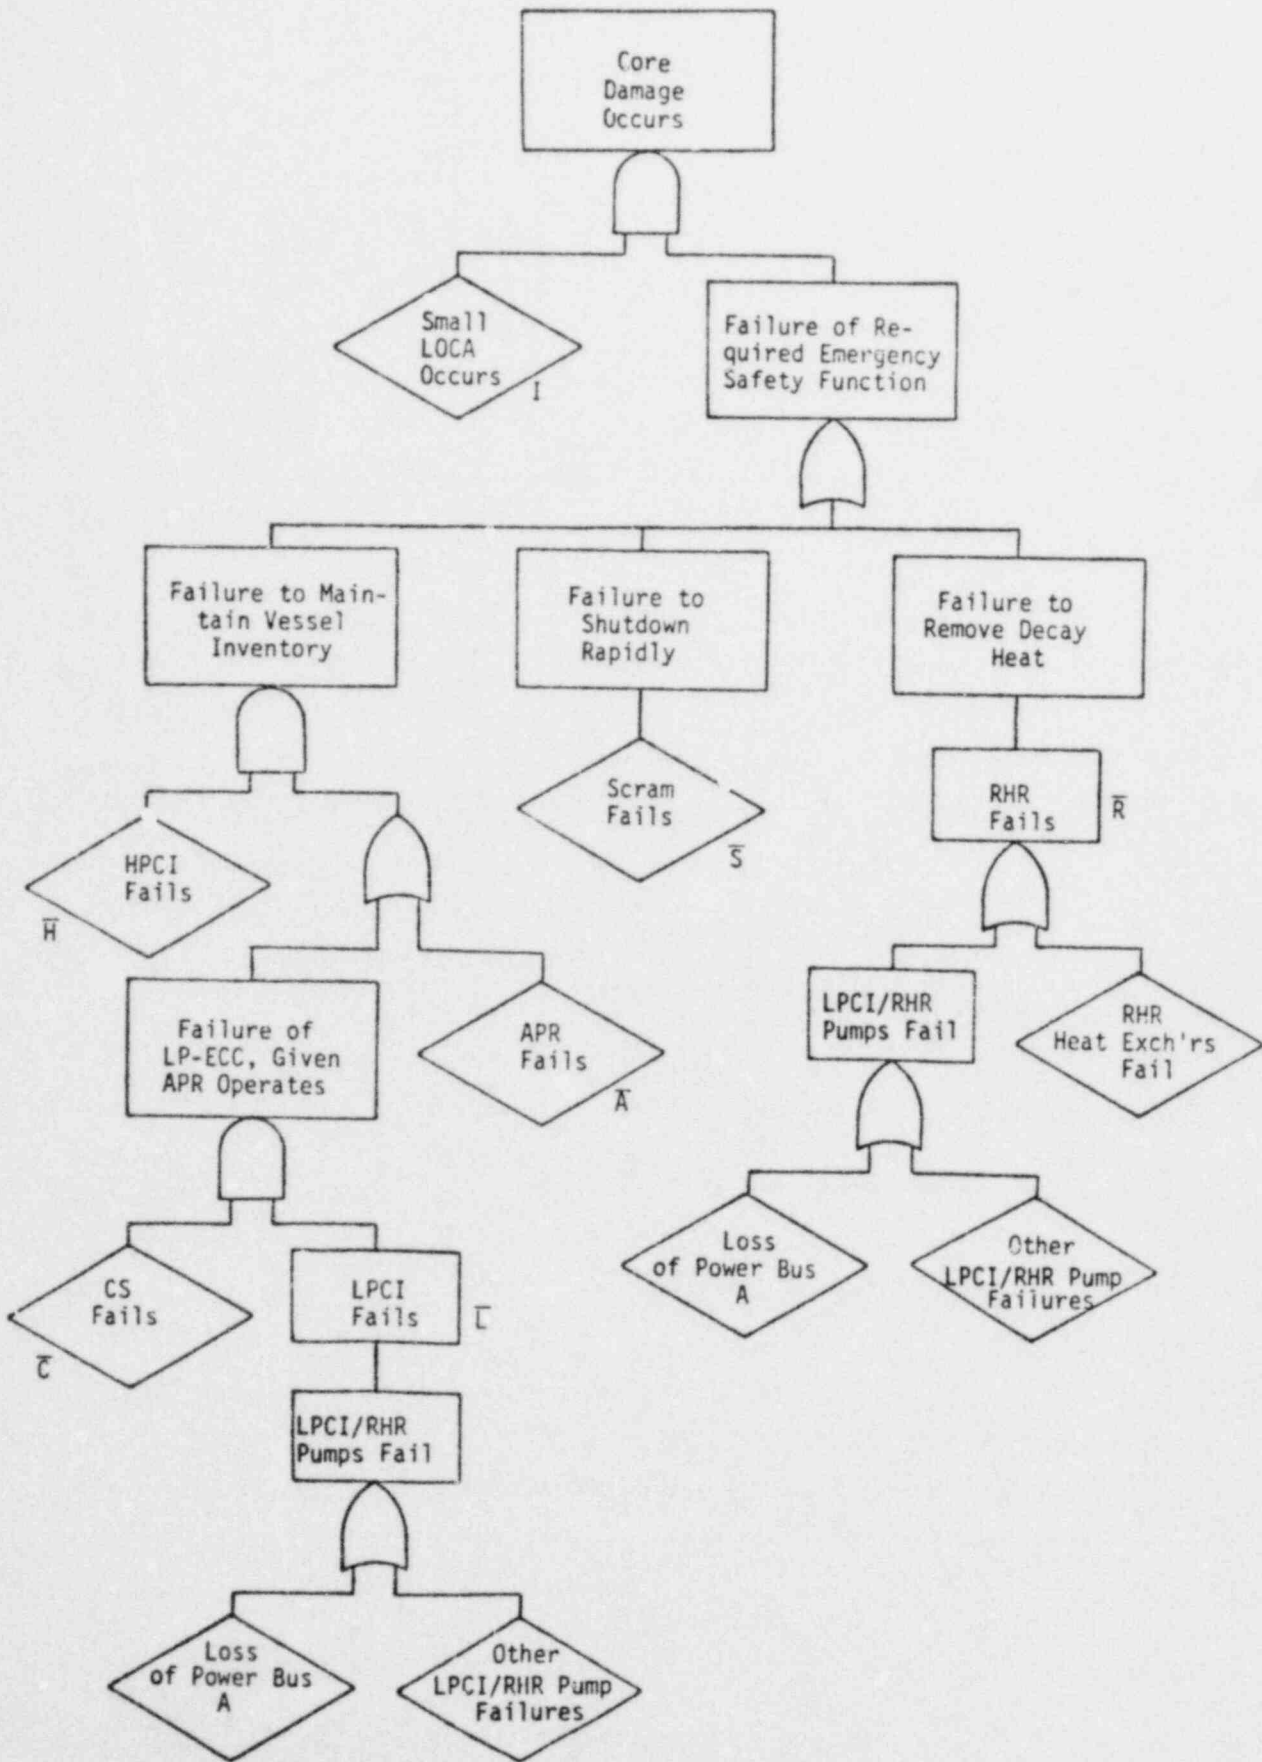 Core
Damage
Occurs
Small
LOCA
Occurs
I
Failure of Re-
quired Emergency
Safety Function
Failure to Main-
tain Vessel
Inventory
Failure to
Shutdown
Rapidly
Failure to
Remove Decay
Heat
HPCI
Fails
H̅
Scram
Fails
S̅
RHR
Fails
R̅
Failure of
LP-ECC, Given
APR Operates
APR
Fails
A̅
LPCI/RHR
Pumps Fail
RHR
Heat Exch'rs
Fail
CS
Fails
C̅
LPCI
Fails
L̅
Loss
of Power Bus
A
Other
LPCI/RHR Pump
Failures
LPCI/RHR
Pumps Fail
Loss
of Power Bus
A
Other
LPCI/RHR Pump
Failures